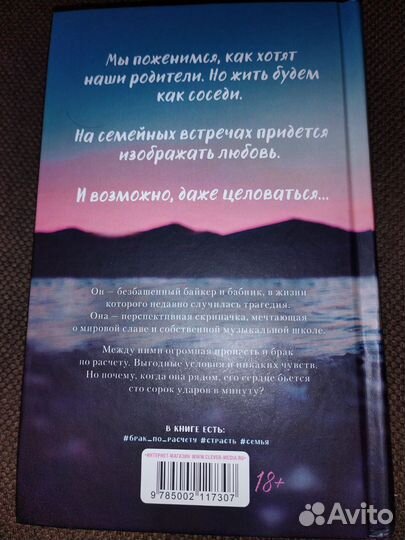 Мы поженимся, как хотят
наши родители. Но жить будем
как соседи.
На семейных встречах придется
изображать любовь.
И возможно, даже целоваться...
Он — безбашенный байкер и бабник, в жизни
которого недавно случилась трагедия.
Она — перспективная скрипачка, мечтающая
о мировой славе и собственной музыкальной школе.
Между ними огромная пропасть и брак
по расчету. Выгодные условия и никаких чувств.
Но почему, когда она рядом, его сердце бьется
сто сорок ударов в минуту?
В КНИГЕ ЕСТЬ:
#брак_по_расчету #страсть #семья
ИНТЕРНЕТ-МАГАЗИН WWW.CLEVER-MEDIA.RU
9 785002 117307
18+
Avito